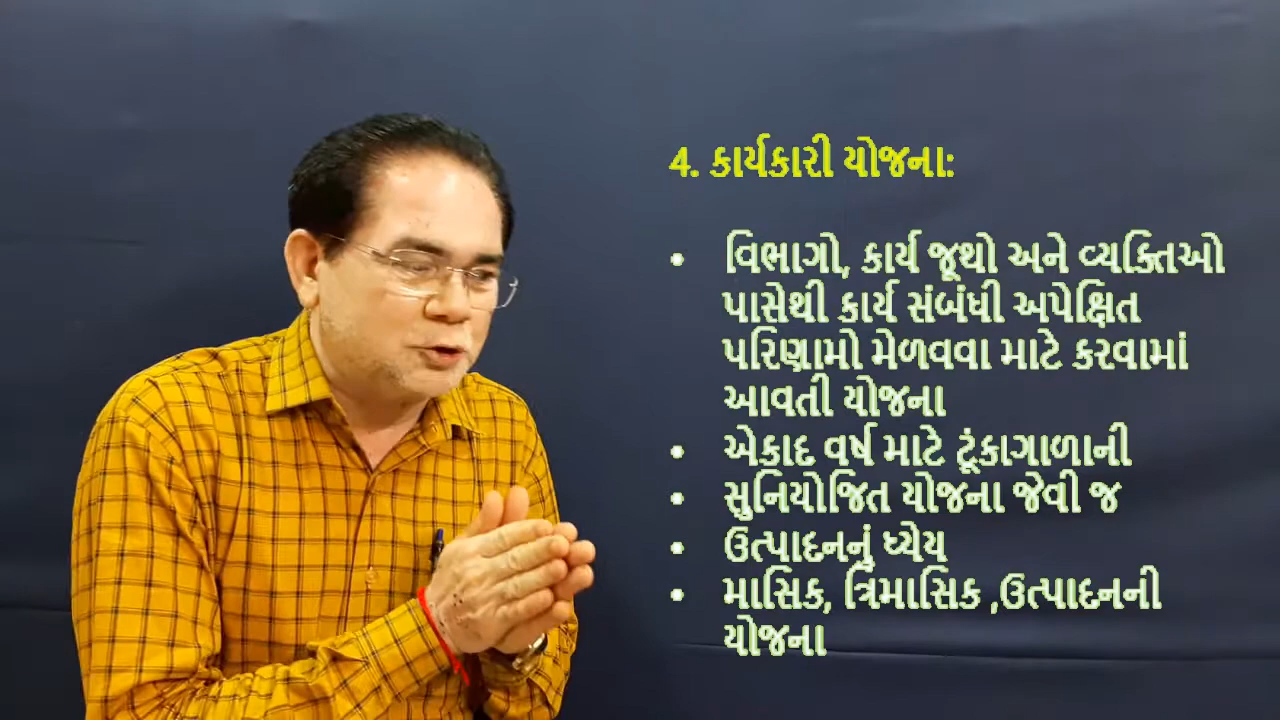 4. કાર્યકારી યોજના:
• વિભાગો, કાર્ય જૂથો અને વ્યક્તિઓ
પાસેથી કાર્ય સંબંધી અપેક્ષિત
પરિણામો મેળવવા માટે કરવામાં
આવતી યોજના
• એકાદ વર્ષ માટે ટૂંકાગાળાની
• સુનિયોજિત યોજના જેવી જ
• ઉત્પાદનનું ધ્યેય
• માસિક, ત્રિમાસિક ,ઉત્પાદનની
યોજના